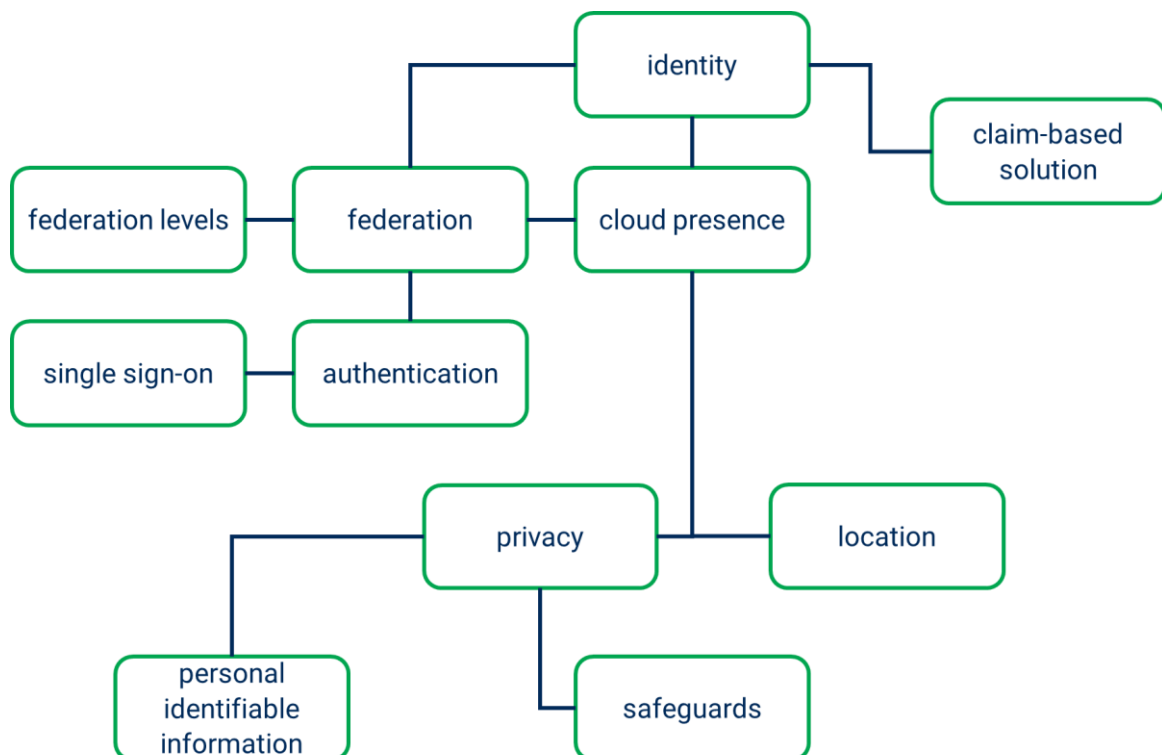 identity
claim-based
solution
federation levels
federation
cloud presence
single sign-on
authentication
privacy
location
personal
identifiable
information
safeguards